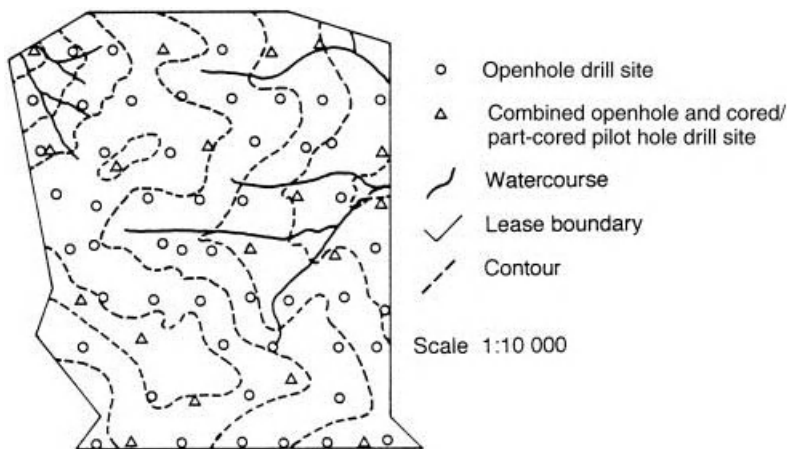 Openhole drill site
Combined openhole and cored/
part-cored pilot hole drill site
Watercourse
Lease boundary
Contour
Scale 1:10 000